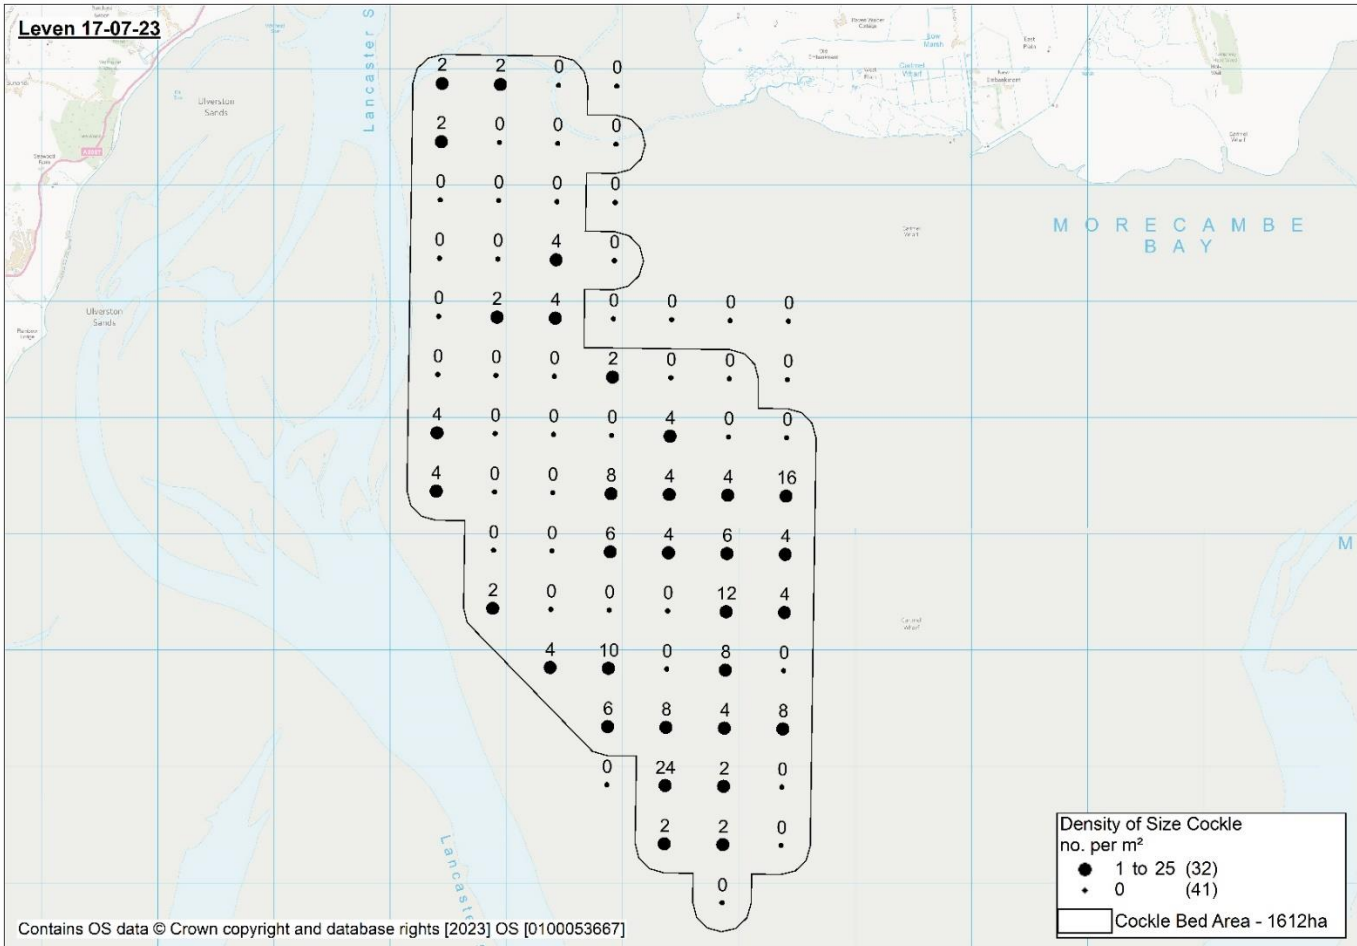 Leven 17-07-23
Lancaster S
2 2 0 0
Ulverston
Sands
2 0 0 0
0 0 0 0
MORECAMBE
BAY
0 0 4 0
0 2 4 0 0 0 0
Ulverston
Sands
0 0 0 2 0 0 0
4 0 0 0 4 0 0
4 0 0 8 4 4 16
0 0 6 4 6 4
M
2 0 0 0 12 4
4 10 0 8 0
6 8 4 8
0 24 2 0
2 2 0
0
Lancaste
Density of Size Cockle
no. per m²
1 to 25 (32)
0 (41)
Cockle Bed Area - 1612ha
Contains OS data © Crown copyright and database rights [2023] OS [0100053667]